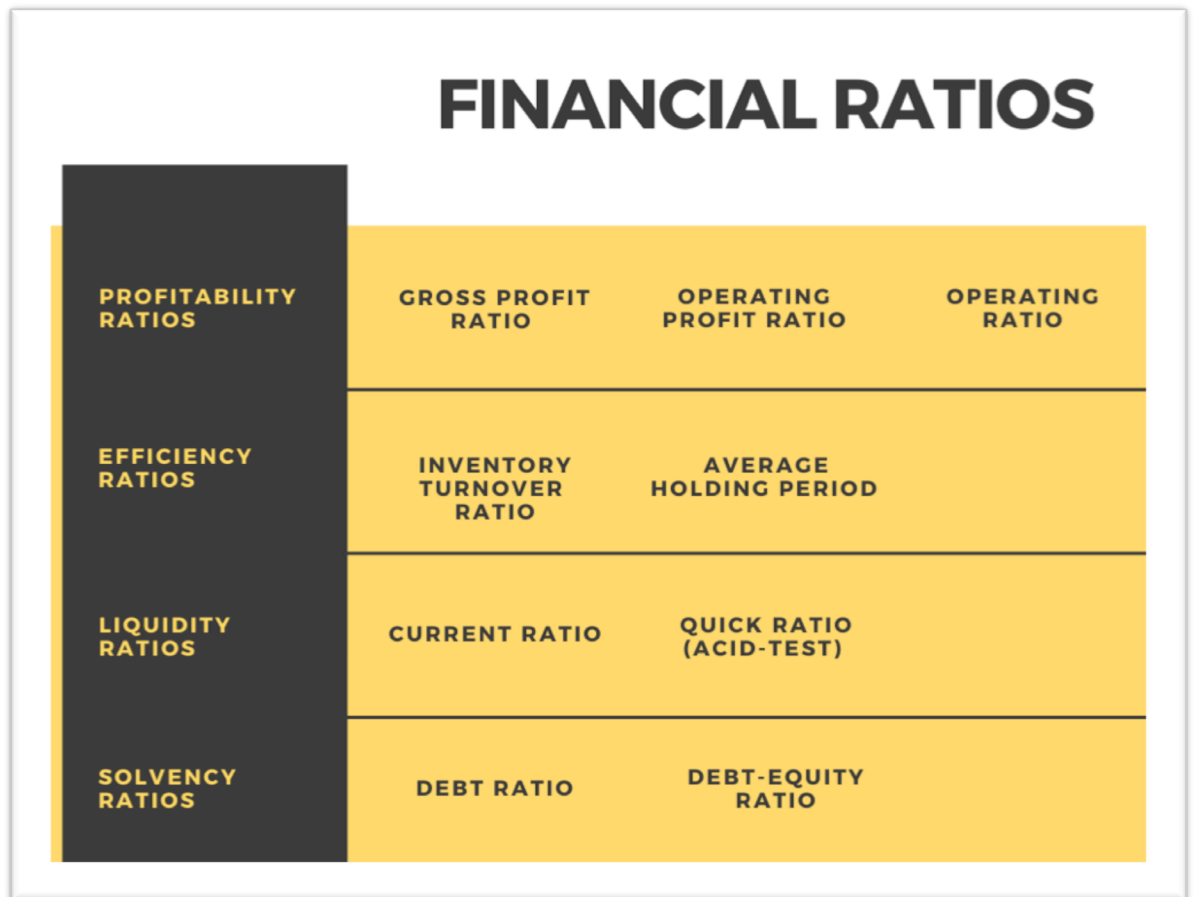 FINANCIAL RATIOS
PROFITABILITY
RATIOS
GROSS PROFIT
RATIO
OPERATING
PROFIT RATIO
OPERATING
RATIO
EFFICIENCY
RATIOS
INVENTORY
TURNOVER
RATIO
AVERAGE
HOLDING PERIOD
LIQUIDITY
RATIOS
CURRENT RATIO
QUICK RATIO
(ACID-TEST)
SOLVENCY
RATIOS
DEBT RATIO
DEBT-EQUITY
RATIO